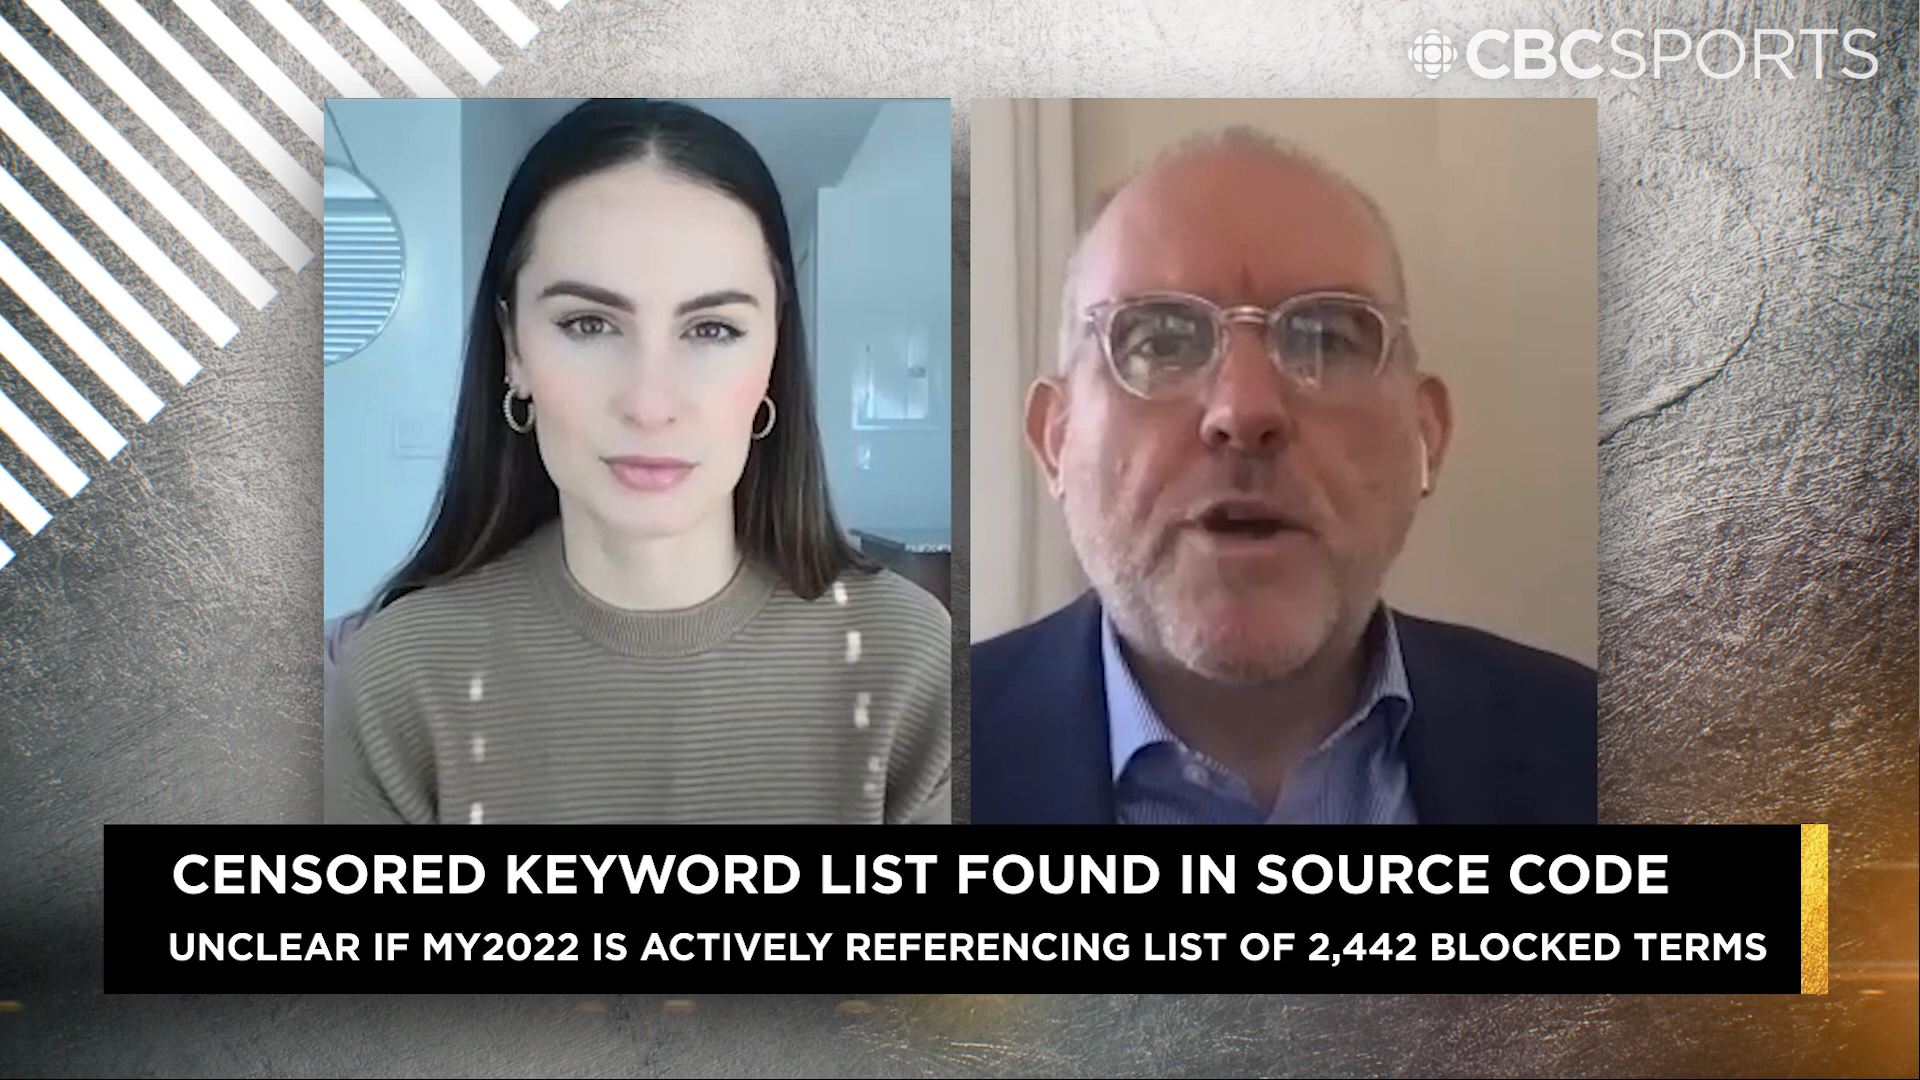 CBCSPORTS
CENSORED KEYWORD LIST FOUND IN SOURCE CODE
UNCLEAR IF MY2022 IS ACTIVELY REFERENCING LIST OF 2,442 BLOCKED TERMS